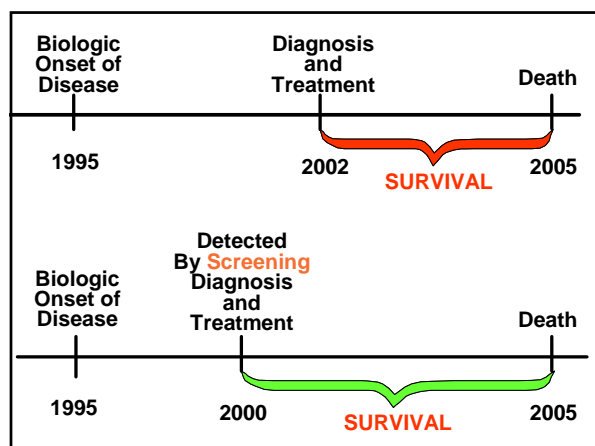 Biologic
Onset of
Disease
Diagnosis
and
Treatment
Death
1995
2002
2005
SURVIVAL
Detected
By Screening
Diagnosis
and
Treatment
Biologic
Onset of
Disease
Death
1995
2000
2005
SURVIVAL